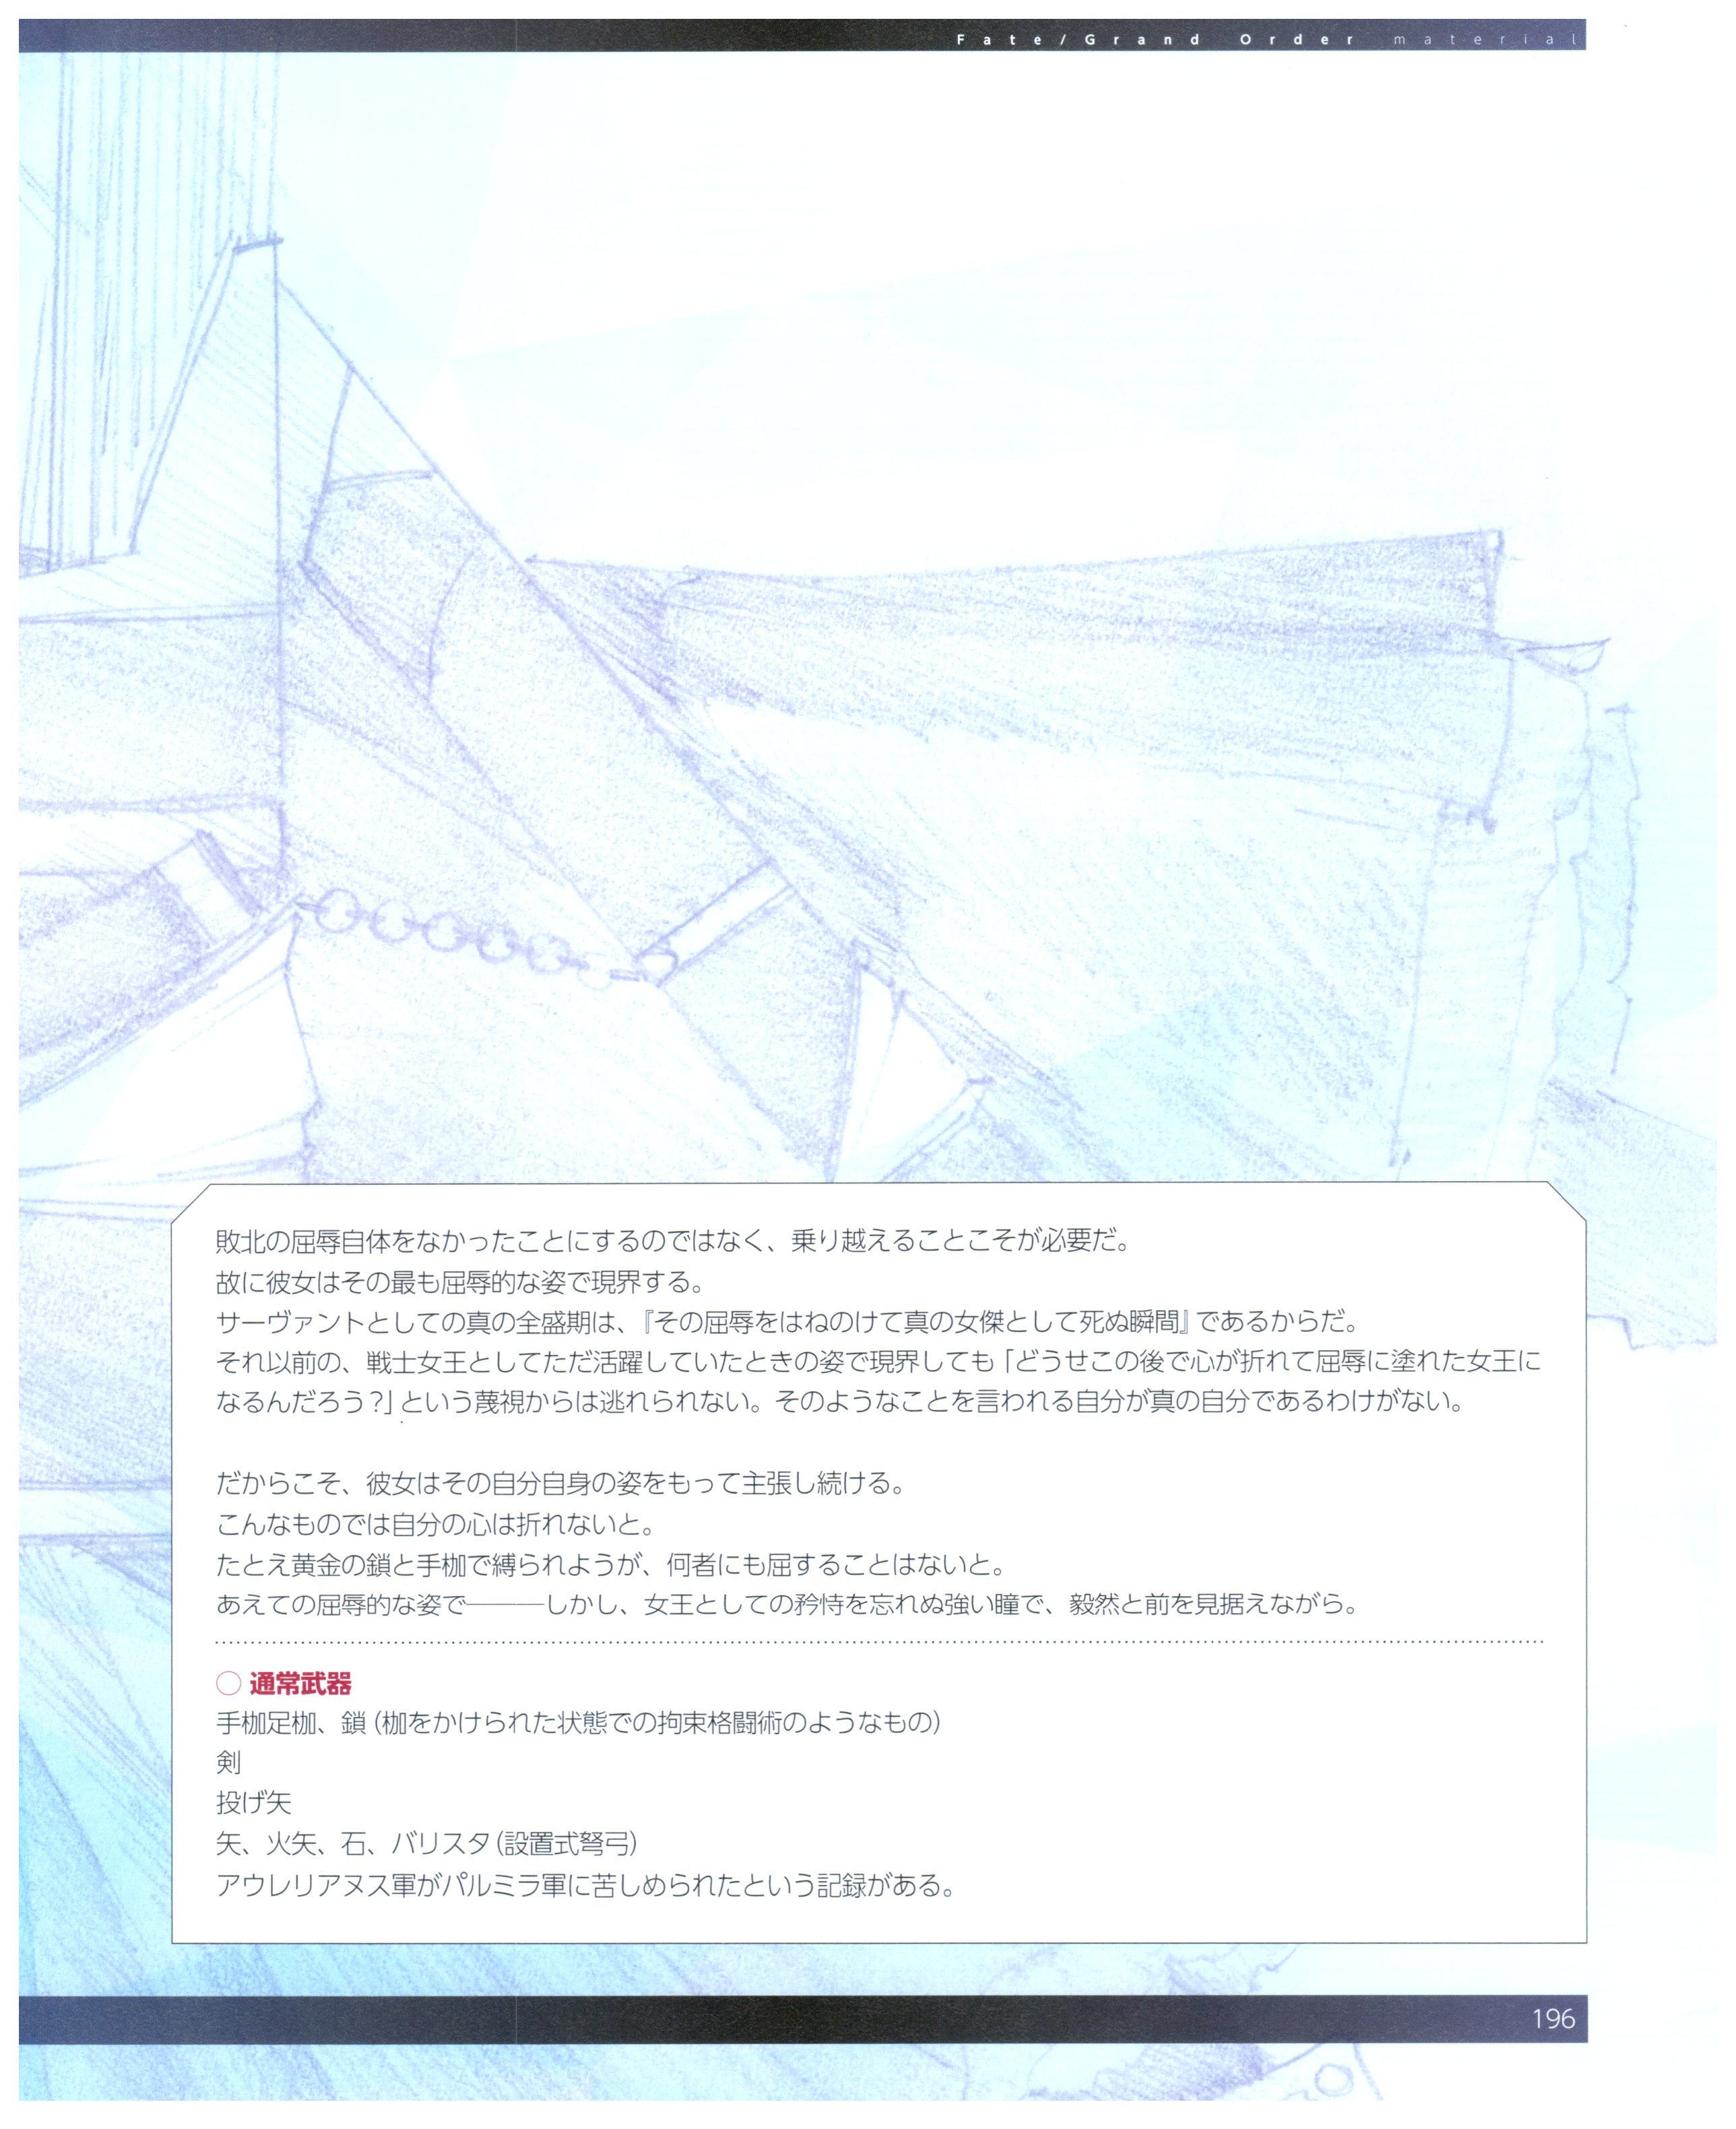 Fate/Grand Order material
敗北の屈辱自体をなかったことにするのではなく、乗り越えることこそが必要だ。
故に彼女はその最も屈辱的な姿で現界する。
サーヴァントとしての真の全盛期は、『その屈辱をはねのけて真の女傑として死ぬ瞬間』であるからだ。
それ以前の、戦士女王としてただ活躍していたときの姿で現界しても「どうせこの後で心が折れて屈辱に塗れた女王に
なるんだろう？」という蔑視からは逃れられない。そのようなことを言われる自分が真の自分であるわけがない。
だからこそ、彼女はその自分自身の姿をもって主張し続ける。
こんなものでは自分の心は折れないと。
たとえ黄金の鎖と手枷で縛られようが、何者にも屈することはないと。
あえての屈辱的な姿で―――しかし、女王としての矜恃を忘れぬ強い瞳で、毅然と前を見据えながら。
○ 通常武器
手枷足枷、鎖（枷をかけられた状態での拘束格闘術のようなもの）
剣
投げ矢
矢、火矢、石、バリスタ（設置式弩弓）
アウレリアヌス軍がパルミラ軍に苦しめられたという記録がある。
196